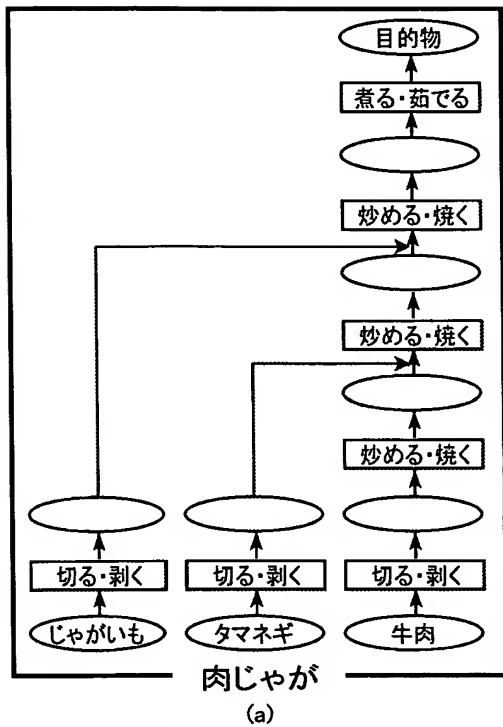 目的物
煮る・茹でる
炒める・焼く
炒める・焼く
炒める・焼く
切る・剥く
切る・剥く
切る・剥く
じゃがいも
タマネギ
牛肉
肉じゃが
(a)